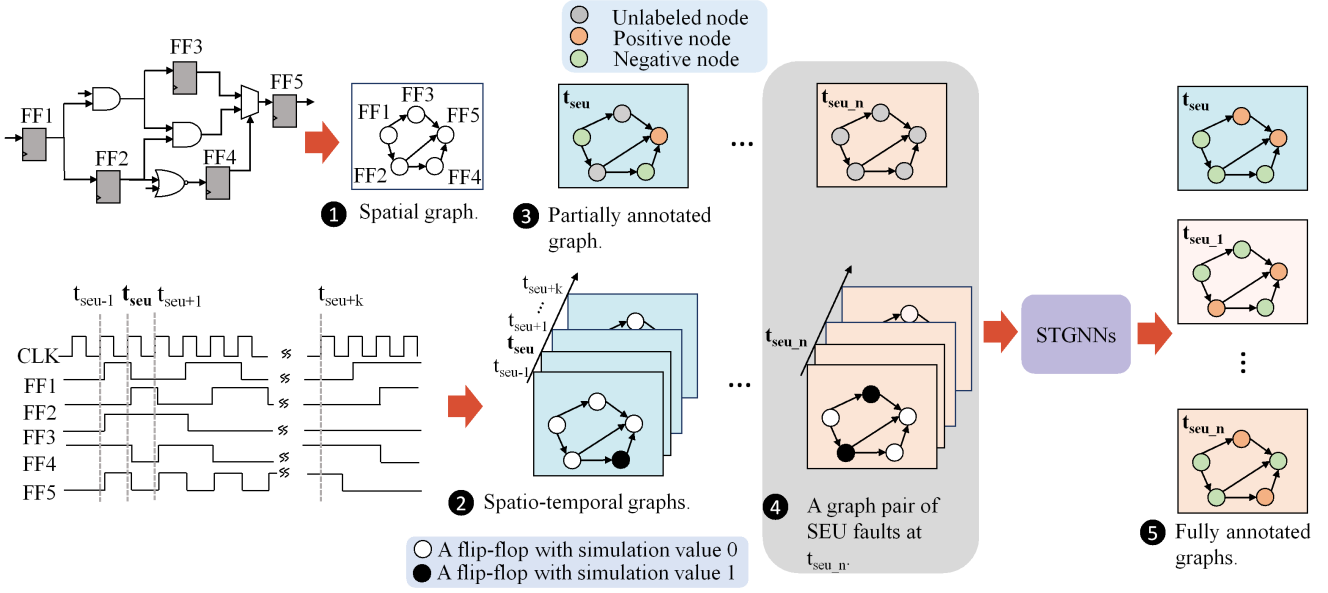 Unlabeled node
Positive node
Negative node
FF1
FF2
FF3
FF4
FF5
FF1
FF2
FF3
FF4
FF5
1 Spatial graph.
t_seu
3 Partially annotated
graph.
...
t_seu_n
t_seu
t_seu_1
...
t_seu_n
5 Fully annotated
graphs.
t_seu-1
t_seu
t_seu+1
t_seu+k
CLK
FF1
FF2
FF3
FF4
FF5
t_seu+k
...
t_seu+1
t_seu
t_seu-1
2 Spatio-temporal graphs.
...
t_seu_n
4 A graph pair of
SEU faults at
t_seu_n.
STGNNs
A flip-flop with simulation value 0
A flip-flop with simulation value 1